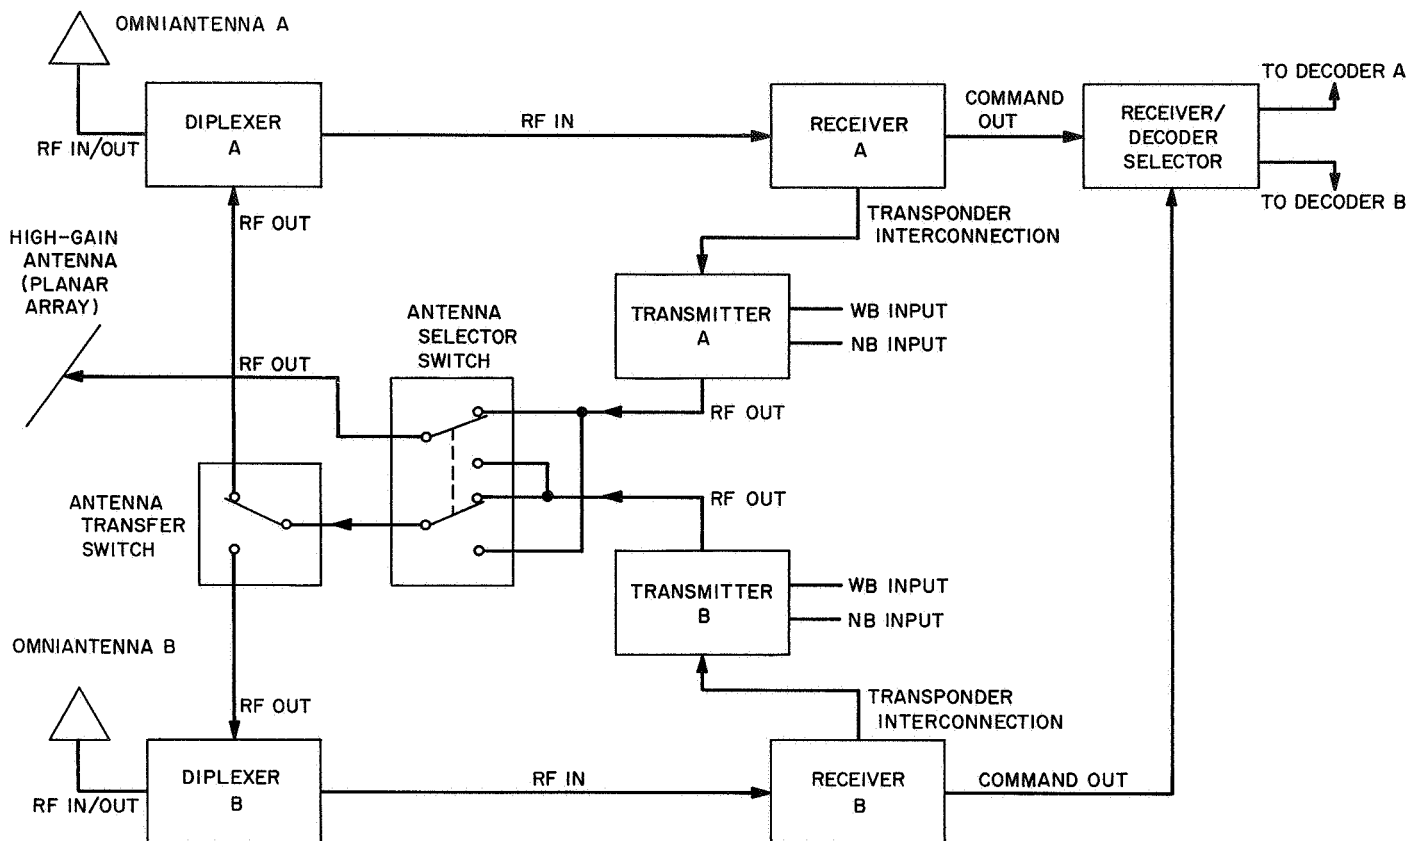 OMNIANTENNA A
RF IN/OUT
DIPLEXER
A
RF IN
RECEIVER
A
COMMAND
OUT
RECEIVER/
DECODER
SELECTOR
TO DECODER A
TO DECODER B
RF OUT
TRANSPONDER
INTERCONNECTION
HIGH-GAIN
ANTENNA
(PLANAR
ARRAY)
RF OUT
ANTENNA
SELECTOR
SWITCH
TRANSMITTER
A
WB INPUT
NB INPUT
RF OUT
ANTENNA
TRANSFER
SWITCH
RF OUT
TRANSMITTER
B
WB INPUT
NB INPUT
OMNIANTENNA B
RF OUT
TRANSPONDER
INTERCONNECTION
RF IN/OUT
DIPLEXER
B
RF IN
RECEIVER
B
COMMAND OUT